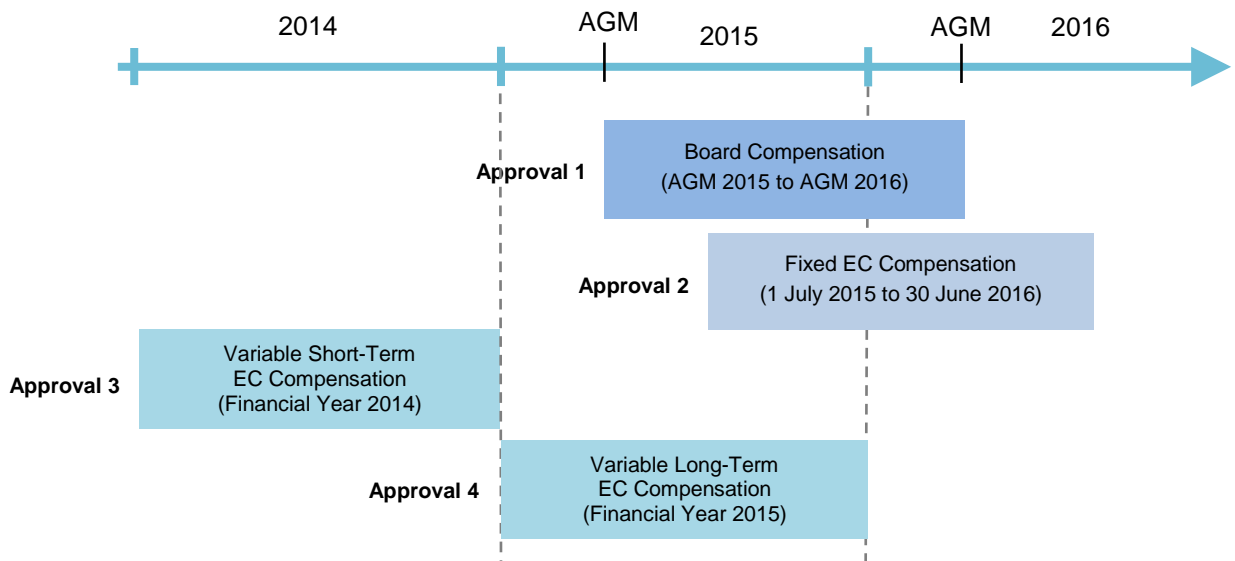 2014
AGM
2015
AGM
2016
Approval 1
Board Compensation
(AGM 2015 to AGM 2016)
Approval 2
Fixed EC Compensation
(1 July 2015 to 30 June 2016)
Approval 3
Variable Short-Term
EC Compensation
(Financial Year 2014)
Approval 4
Variable Long-Term
EC Compensation
(Financial Year 2015)